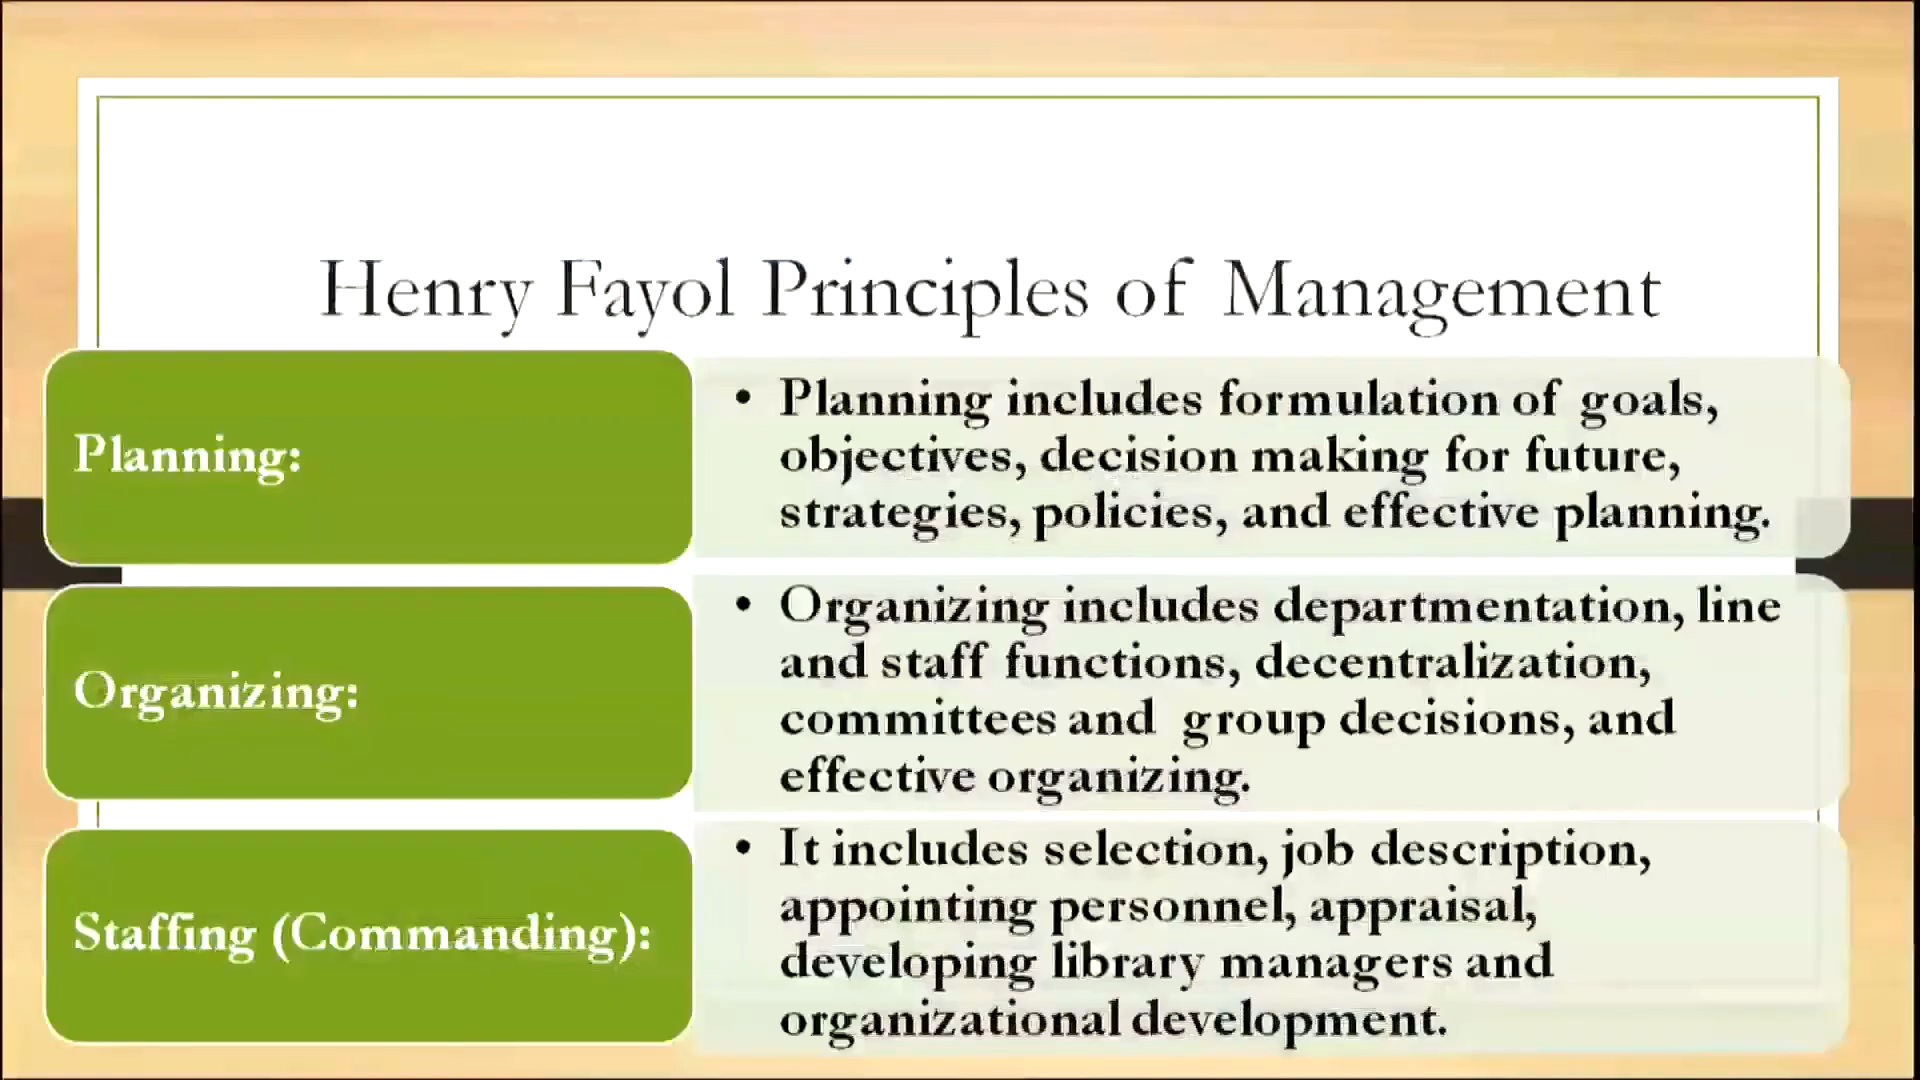 Henry Fayol Principles of Management
Planning:
• Planning includes formulation of goals,
objectives, decision making for future,
strategies, policies, and effective planning.
Organizing:
• Organizing includes departmentation, line
and staff functions, decentralization,
committees and group decisions, and
effective organizing.
Staffing (Commanding):
• It includes selection, job description,
appointing personnel, appraisal,
developing library managers and
organizational development.